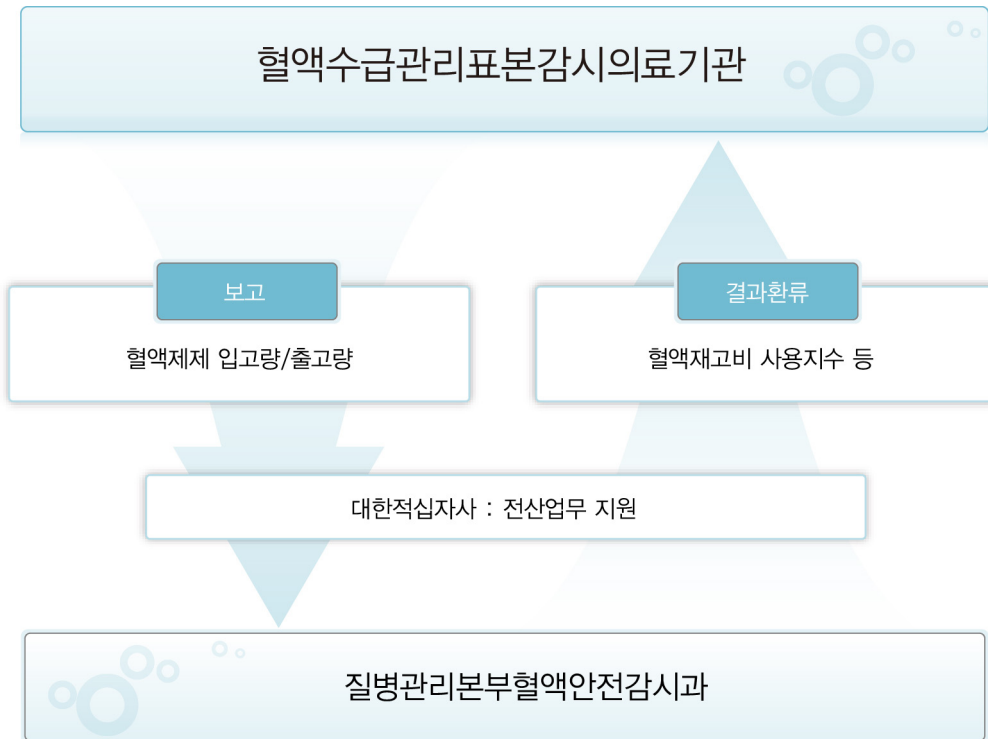 혈액수급관리표본감시의료기관
보고
혈액제제 입고량/출고량
결과환류
혈액재고비 사용지수 등
대한적십자사 : 전산업무 지원
질병관리본부혈액안전감시과